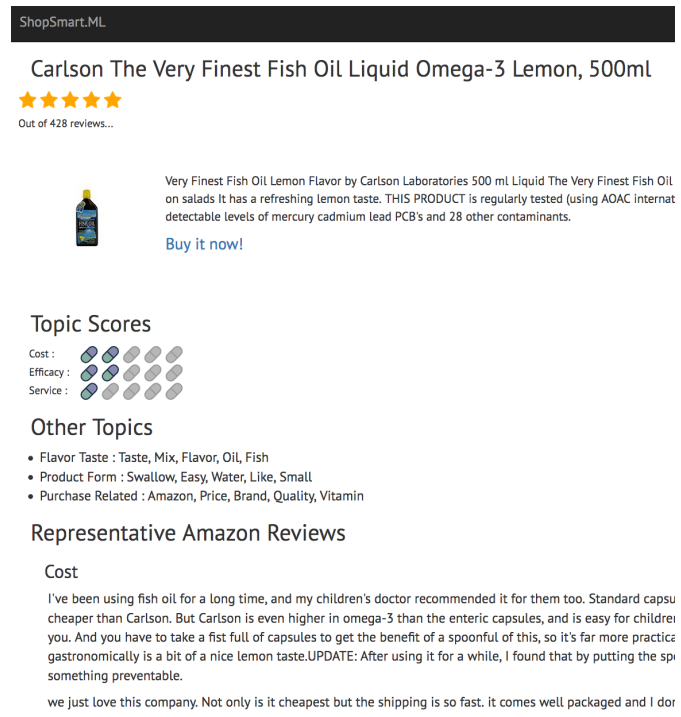 ShopSmart.ML
Carlson The Very Finest Fish Oil Liquid Omega-3 Lemon, 500ml
Out of 428 reviews...
Very Finest Fish Oil Lemon Flavor by Carlson Laboratories 500 ml Liquid The Very Finest Fish Oil
on salads It has a refreshing lemon taste. THIS PRODUCT is regularly tested (using AOAC internat
detectable levels of mercury cadmium lead PCB's and 28 other contaminants.
Buy it now!
Topic Scores
Cost :
Efficacy :
Service :
Other Topics
• Flavor Taste : Taste, Mix, Flavor, Oil, Fish
• Product Form : Swallow, Easy, Water, Like, Small
• Purchase Related : Amazon, Price, Brand, Quality, Vitamin
Representative Amazon Reviews
Cost
I've been using fish oil for a long time, and my children's doctor recommended it for them too. Standard capsu
cheaper than Carlson. But Carlson is even higher in omega-3 than the enteric capsules, and is easy for childre
you. And you have to take a fist full of capsules to get the benefit of a spoonful of this, so it's far more practica
gastronomically is a bit of a nice lemon taste.UPDATE: After using it for a while, I found that by putting the sp
something preventable.
we just love this company. Not only is it cheapest but the shipping is so fast. it comes well packaged and I do